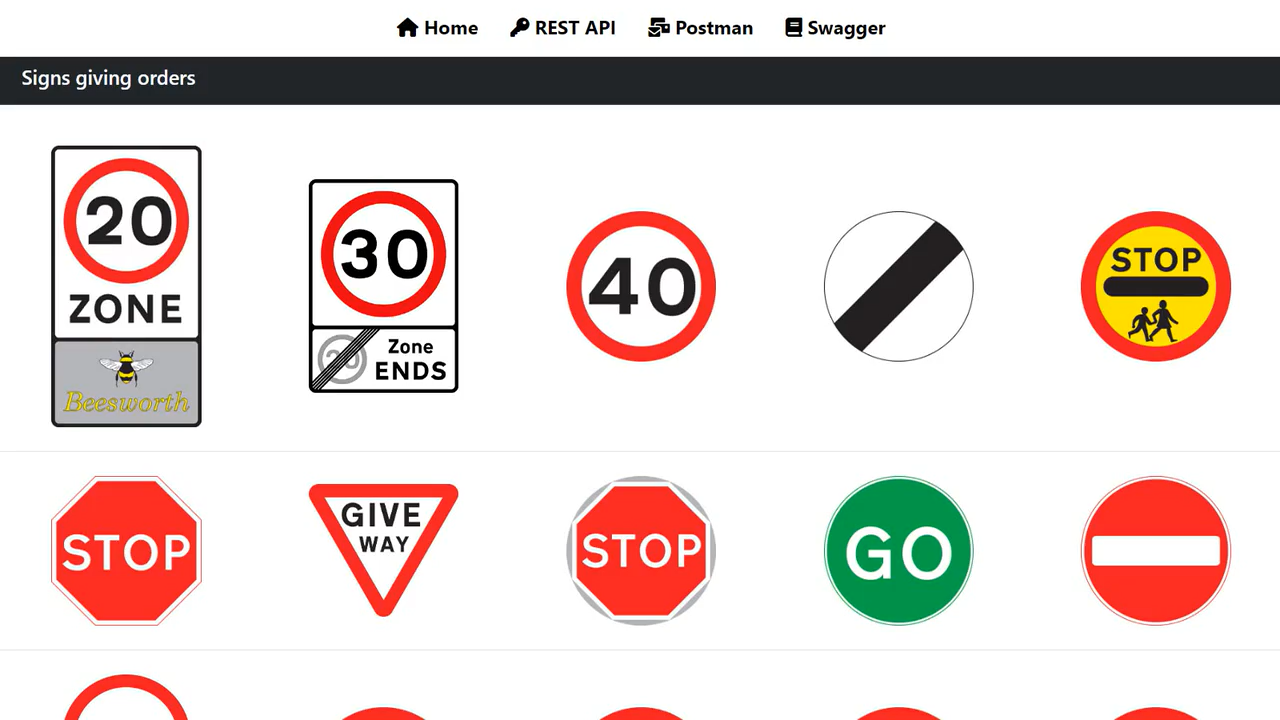 Home REST API Postman Swagger
Signs giving orders
20
ZONE
Beesworth
30
20 Zone
ENDS
40
STOP
STOP
GIVE
WAY
STOP
GO